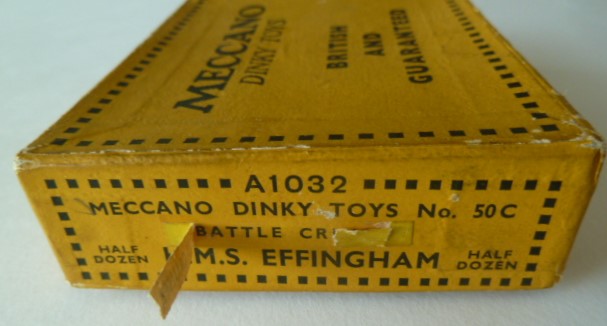 MECCANO
DINKY TOYS
BRITISH
AND
GUARANTEED
A1032
MECCANO DINKY TOYS No. 50C
BATTLE
HALF DOZEN H.M.S. EFFINGHAM HALF DOZEN